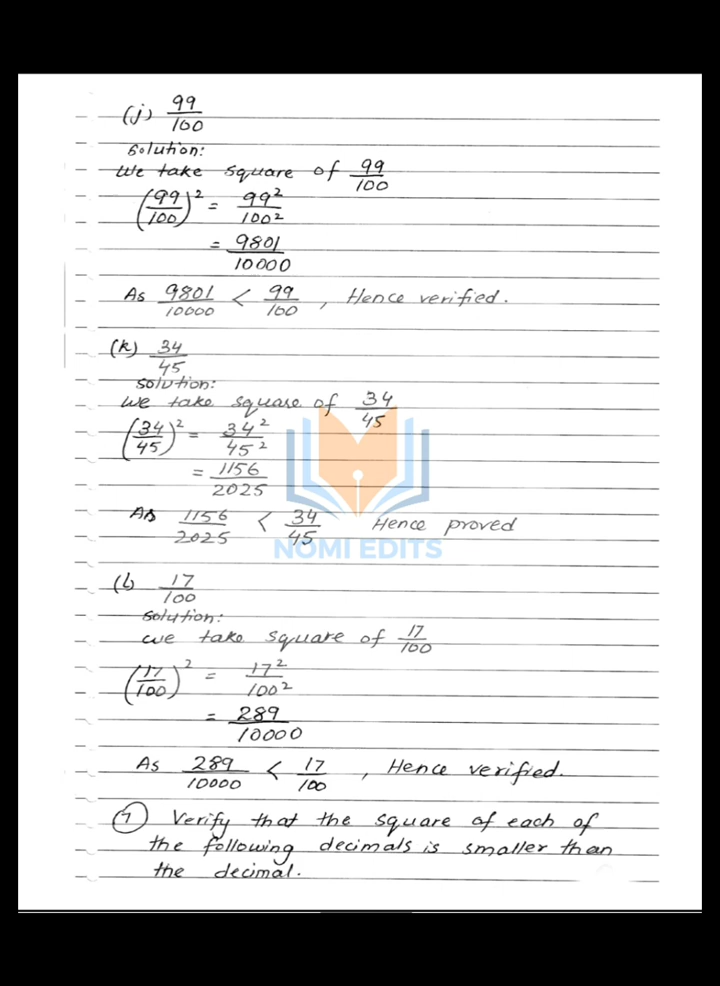 (j) 99/100
Solution:
We take square of 99/100
(99/100)² = 99²/100²
= 9801/10000
As 9801/10000 < 99/100 , Hence verified.
(k) 34/45
Solution:
We take square of 34/45
(34/45)² = 34²/45²
= 1156/2025
As 1156/2025 < 34/45 Hence proved
NOMI EDITS
(l) 17/100
Solution:
we take square of 17/100
(17/100)² = 17²/100²
= 289/10000
As 289/10000 < 17/100 , Hence verified.
7 Verify that the square of each of
the following decimals is smaller than
the decimal.